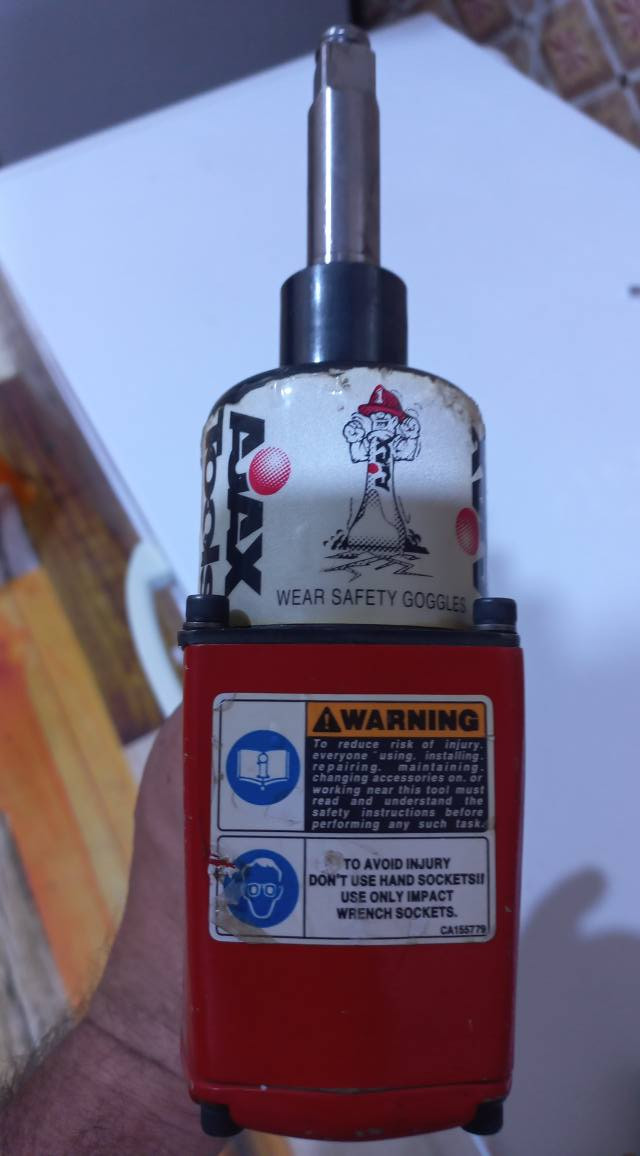 1
AJAX
AJAX
Tools
WEAR SAFETY GOGGLES
WARNING
To reduce risk of injury.
everyone using. installing.
repairing. maintaining.
changing accessories on. or
working near this tool must
read and understand the
safety instructions before
performing any such task.
TO AVOID INJURY
DON'T USE HAND SOCKETS!!
USE ONLY IMPACT
WRENCH SOCKETS.
CA155779